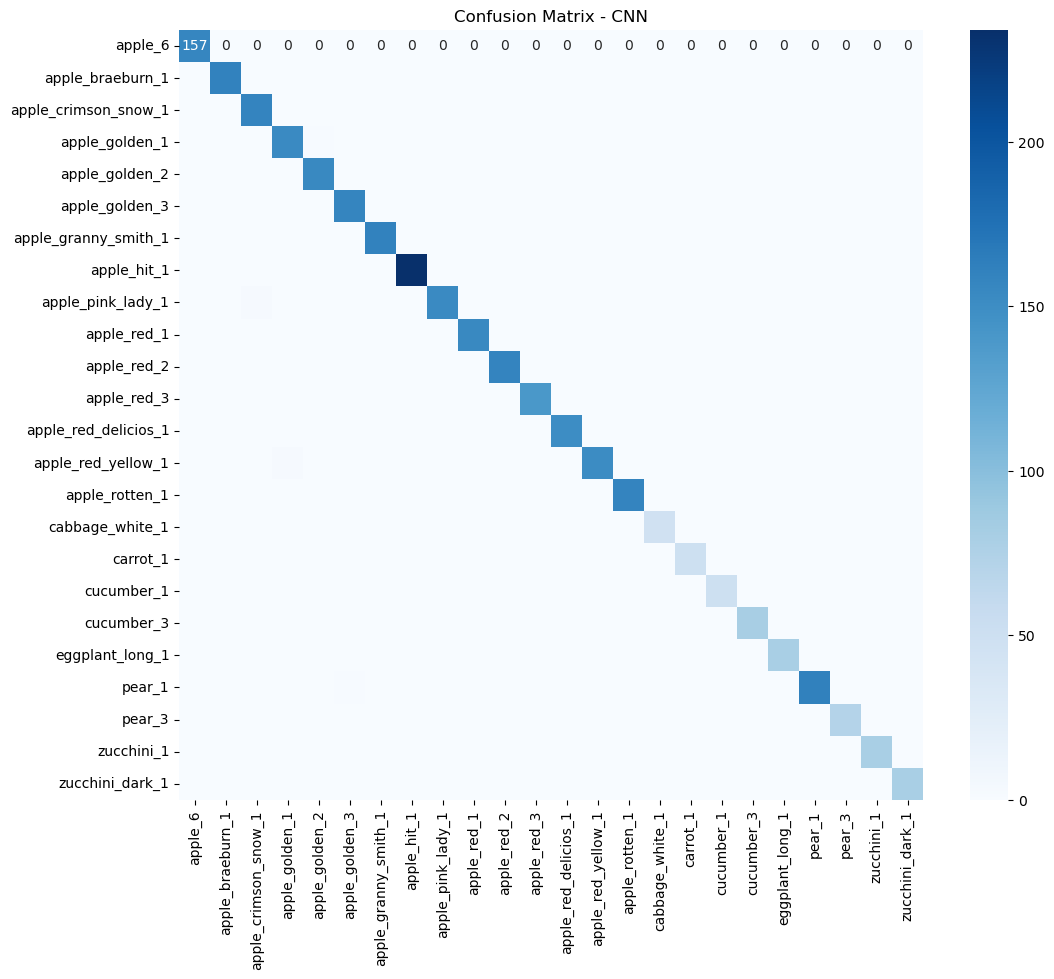 Confusion Matrix - CNN
apple_6 157 0 0 0 0 0 0 0 0 0 0 0 0 0 0 0 0 0 0 0 0 0 0 0
apple_braeburn_1
apple_crimson_snow_1
apple_golden_1
apple_golden_2
apple_golden_3
apple_granny_smith_1
apple_hit_1
apple_pink_lady_1
apple_red_1
apple_red_2
apple_red_3
apple_red_delicios_1
apple_red_yellow_1
apple_rotten_1
cabbage_white_1
carrot_1
cucumber_1
cucumber_3
eggplant_long_1
pear_1
pear_3
zucchini_1
zucchini_dark_1
apple_6
apple_braeburn_1
apple_crimson_snow_1
apple_golden_1
apple_golden_2
apple_golden_3
apple_granny_smith_1
apple_hit_1
apple_pink_lady_1
apple_red_1
apple_red_2
apple_red_3
apple_red_delicios_1
apple_red_yellow_1
apple_rotten_1
cabbage_white_1
carrot_1
cucumber_1
cucumber_3
eggplant_long_1
pear_1
pear_3
zucchini_1
zucchini_dark_1
200
150
100
50
0